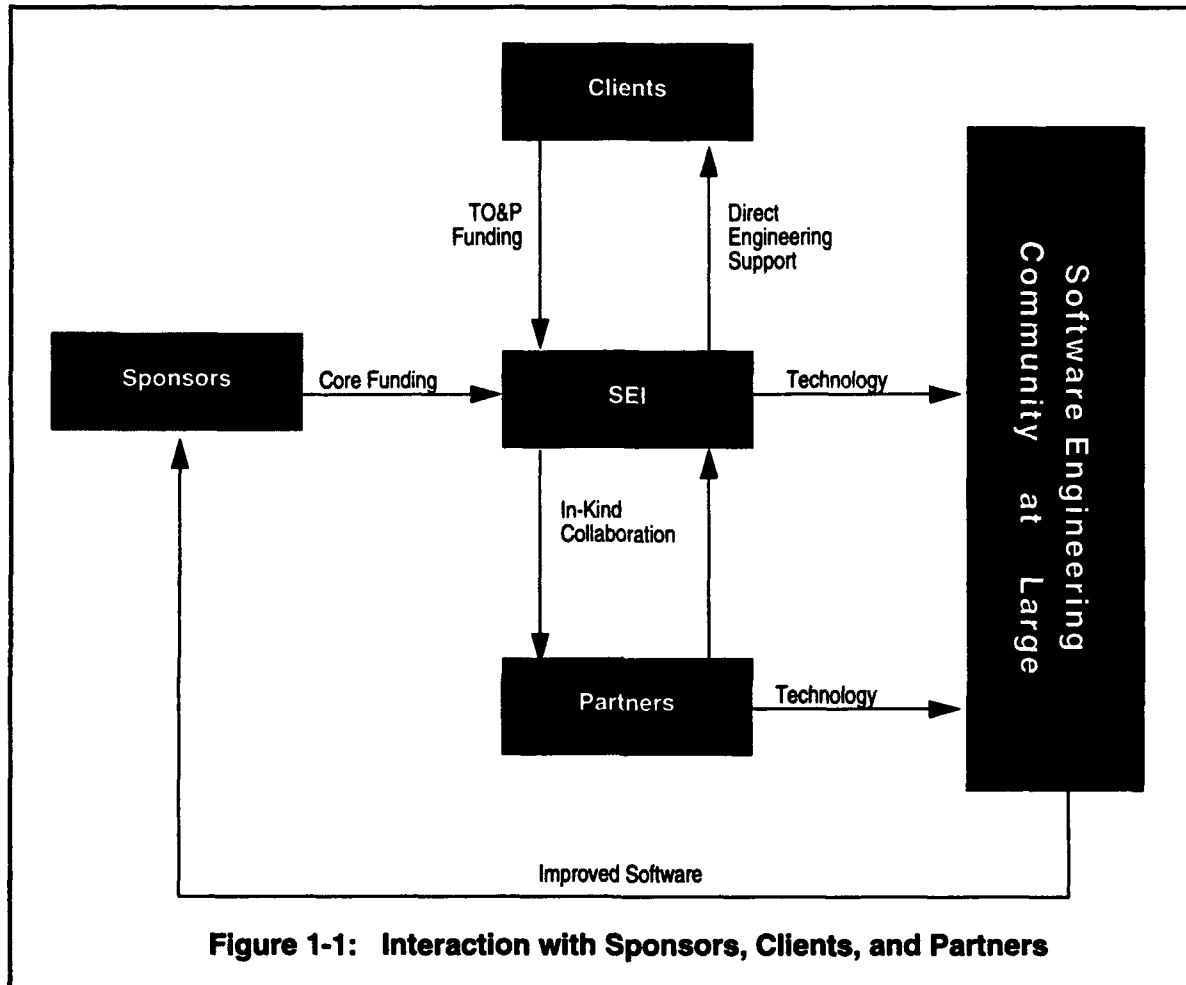 Clients
TO&P
Funding
Direct
Engineering
Support
Sponsors
Core Funding
SEI
Technology
In-Kind
Collaboration
Partners
Technology
Software Engineering
Community at Large
Improved Software
Figure 1-1: Interaction with Sponsors, Clients, and Partners